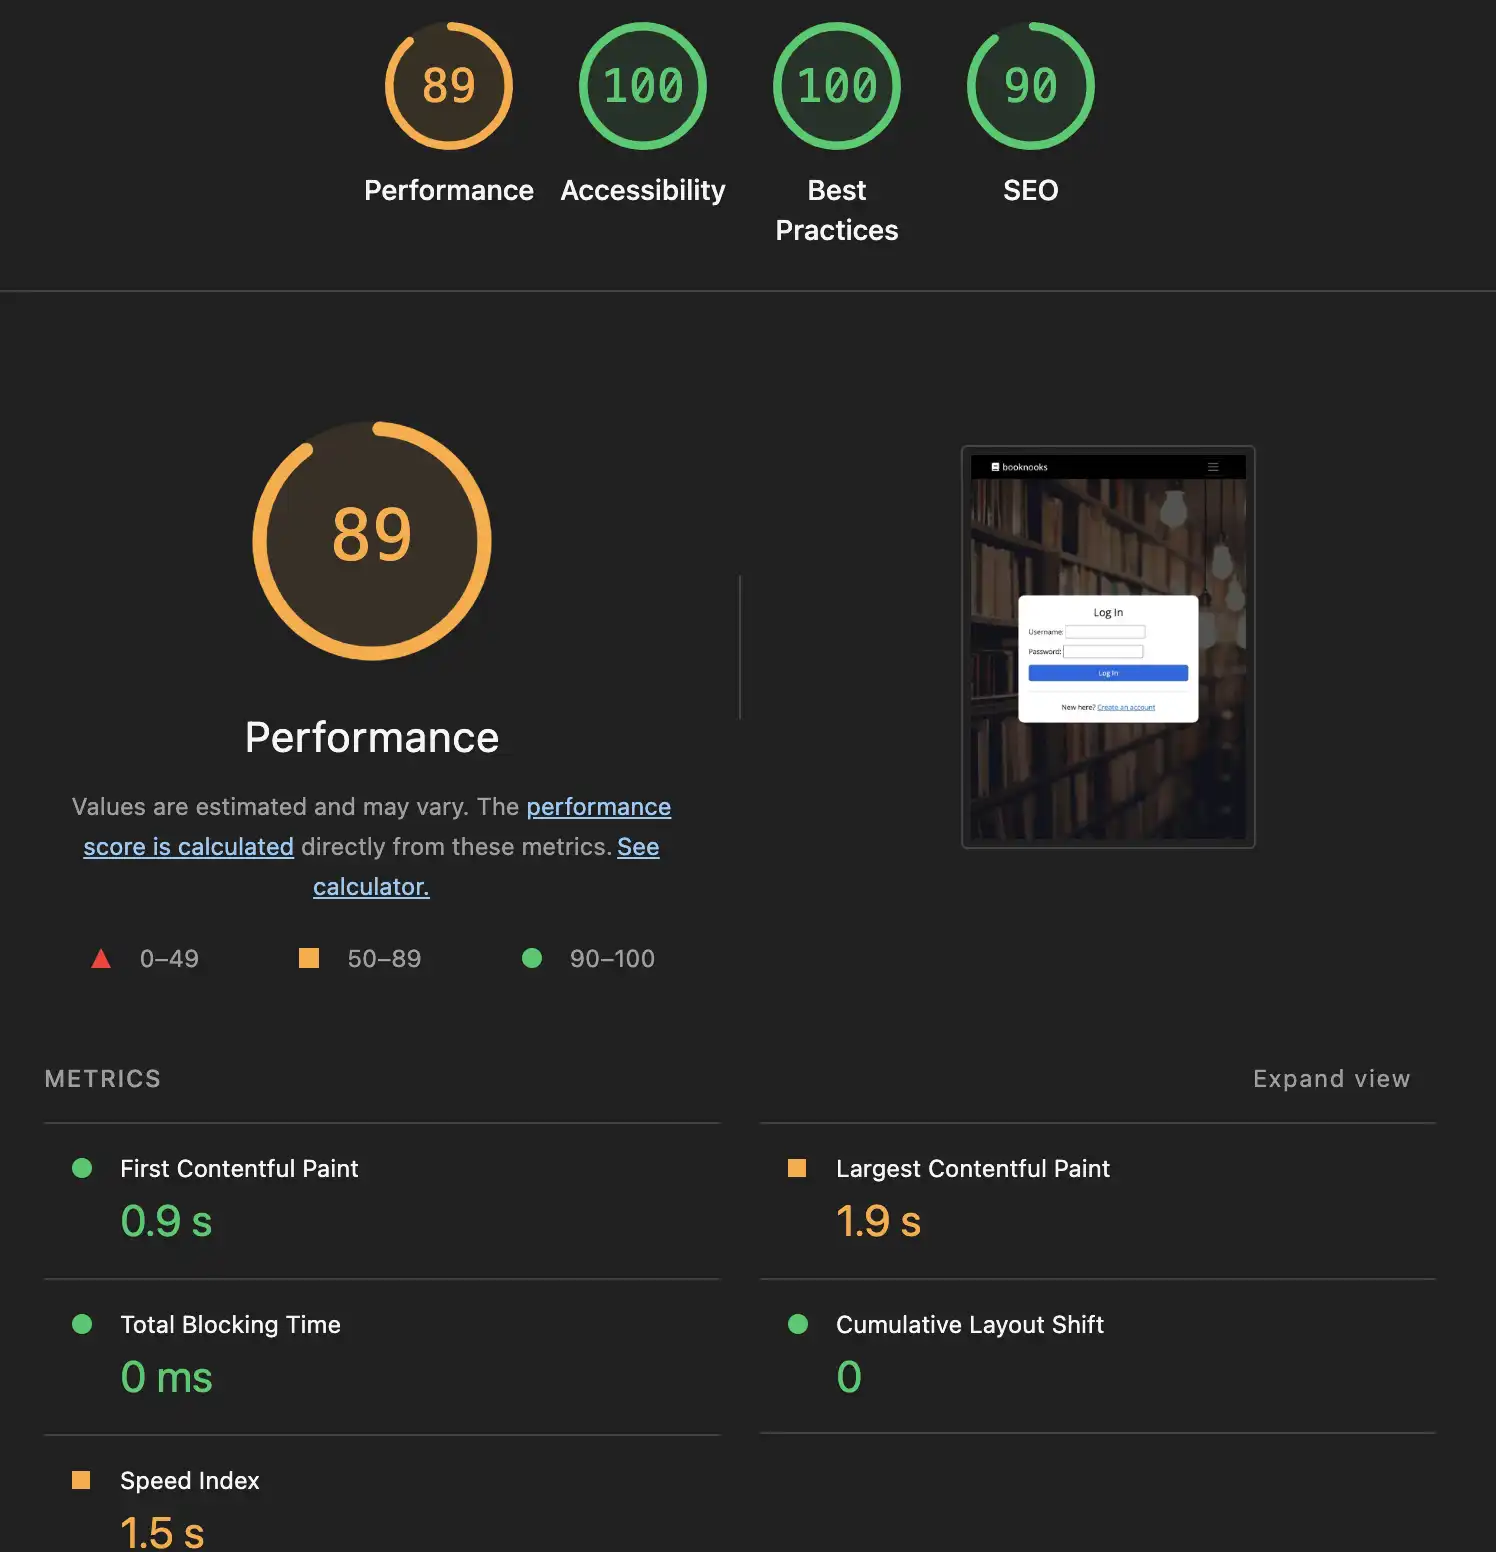 89
100
100
90
Performance
Accessibility
Best
Practices
SEO
89
Performance
Values are estimated and may vary. The performance
score is calculated directly from these metrics. See
calculator.
0–49
50–89
90–100
booknooks
Log In
Username:
Password:
Log In
New here? Create an account
METRICS
Expand view
First Contentful Paint
0.9 s
Largest Contentful Paint
1.9 s
Total Blocking Time
0 ms
Cumulative Layout Shift
0
Speed Index
1.5 s